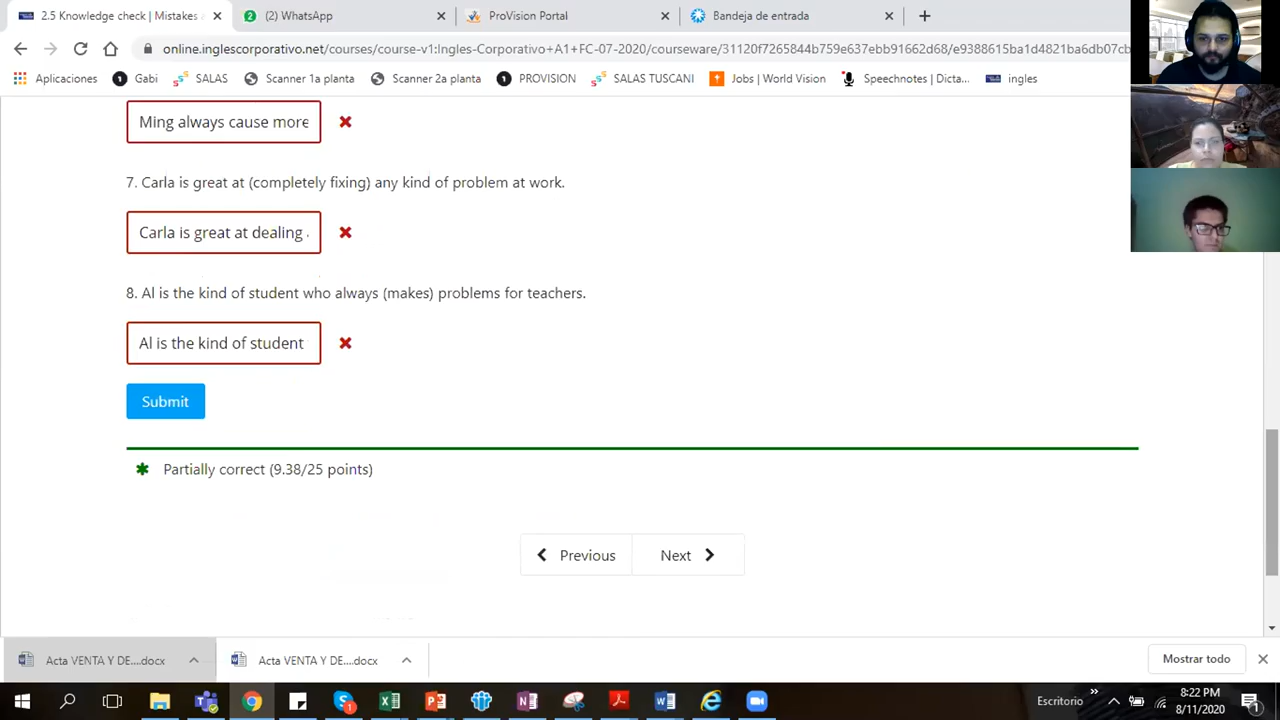 2.5 Knowledge check | Mistakes
(2) WhatsApp
ProVision Portal
Bandeja de entrada
online.inglescorporativo.net/courses/course-v1:Ingles-Corporativo+A1+FC-07-2020/courseware/31120f7265844b759e637ebb91662d68/e9388615ba1d4821ba6db07cb
Aplicaciones
Gabi
SALAS
Scanner 1a planta
Scanner 2a planta
PROVISION
SALAS TUSCANI
Jobs | World Vision
Speechnotes | Dicta...
ingles
Ming always cause more
7. Carla is great at (completely fixing) any kind of problem at work.
Carla is great at dealing
8. Al is the kind of student who always (makes) problems for teachers.
Al is the kind of student
Submit
Partially correct (9.38/25 points)
Previous
Next
Acta VENTA Y DE....docx
Acta VENTA Y DE....docx
Mostrar todo
Escritorio
8:22 PM
8/11/2020